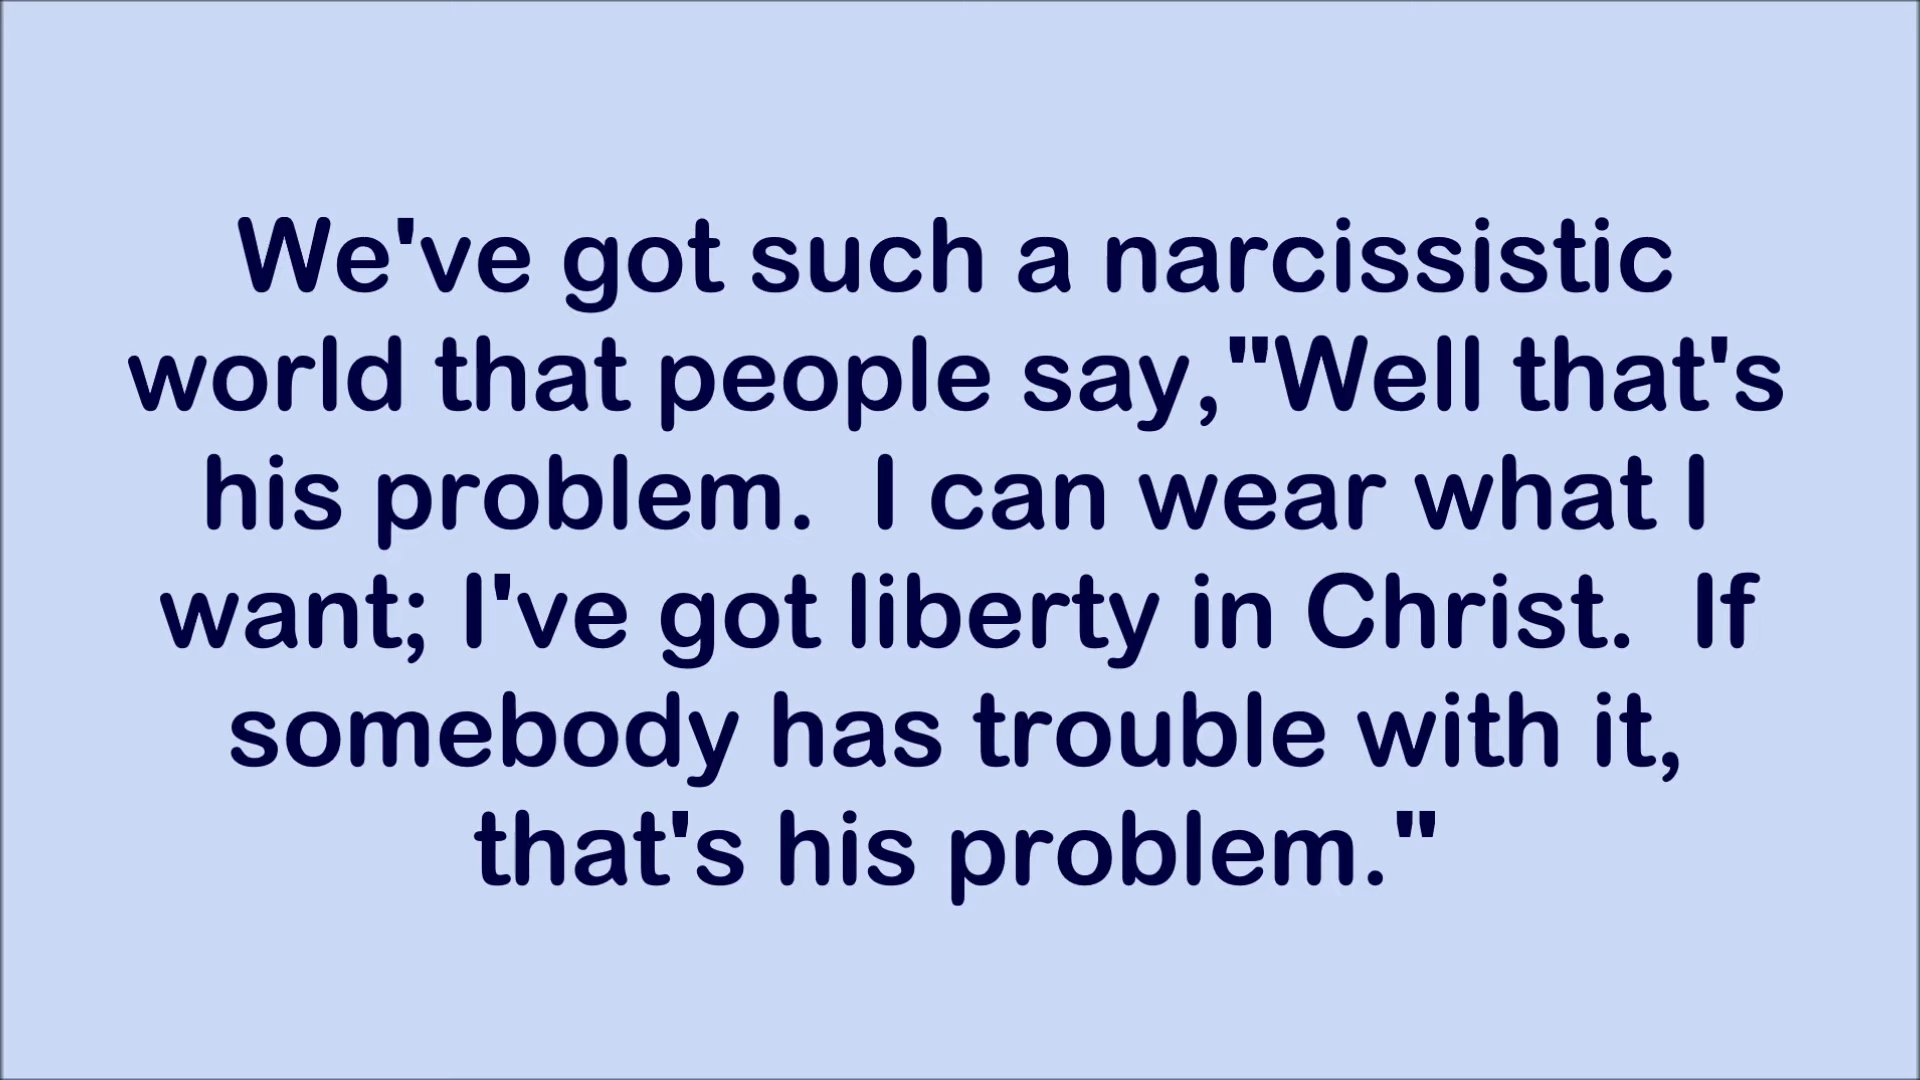 We've got such a narcissistic
world that people say,"Well that's
his problem.  I can wear what I
want; I've got liberty in Christ.  If
somebody has trouble with it,
that's his problem."